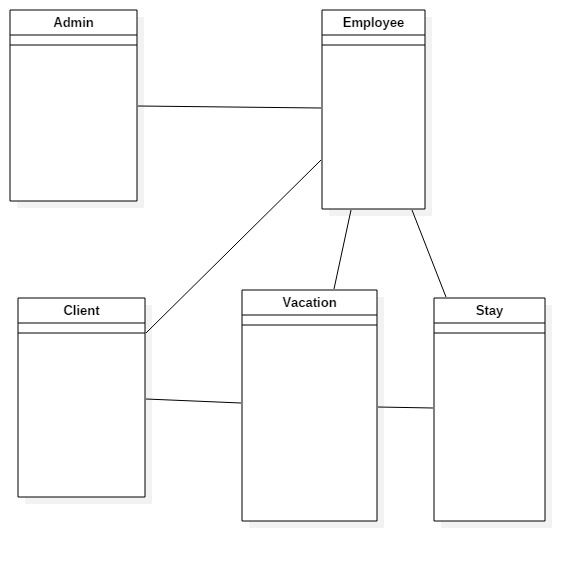 Admin
Employee
Client
Vacation
Stay